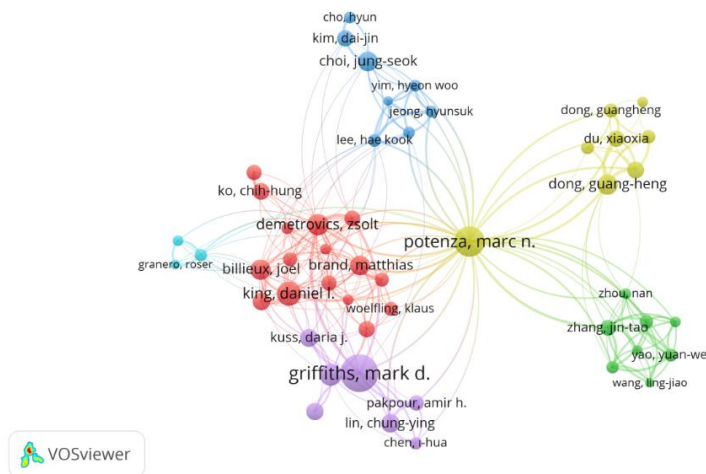 cho, hyun
kim, dai-jin
choi, jung-seok
yim, hyeon woo
jeong, hyunsuk
lee, hae kook
dong, guangheng
du, xiaoxia
dong, guang-heng
ko, chih-hung
demetrovics, zsolt
potenza, marc n.
granero, roser
billieux, joel
brand, matthias
king, daniel l.
woelfling, klaus
zhou, nan
zhang, jin-tao
yao, yuan-we
wang, ling-jiao
kuss, daria j.
griffiths, mark d.
pakpour, amir h.
lin, chung-ying
chen, i-hua
VOSviewer